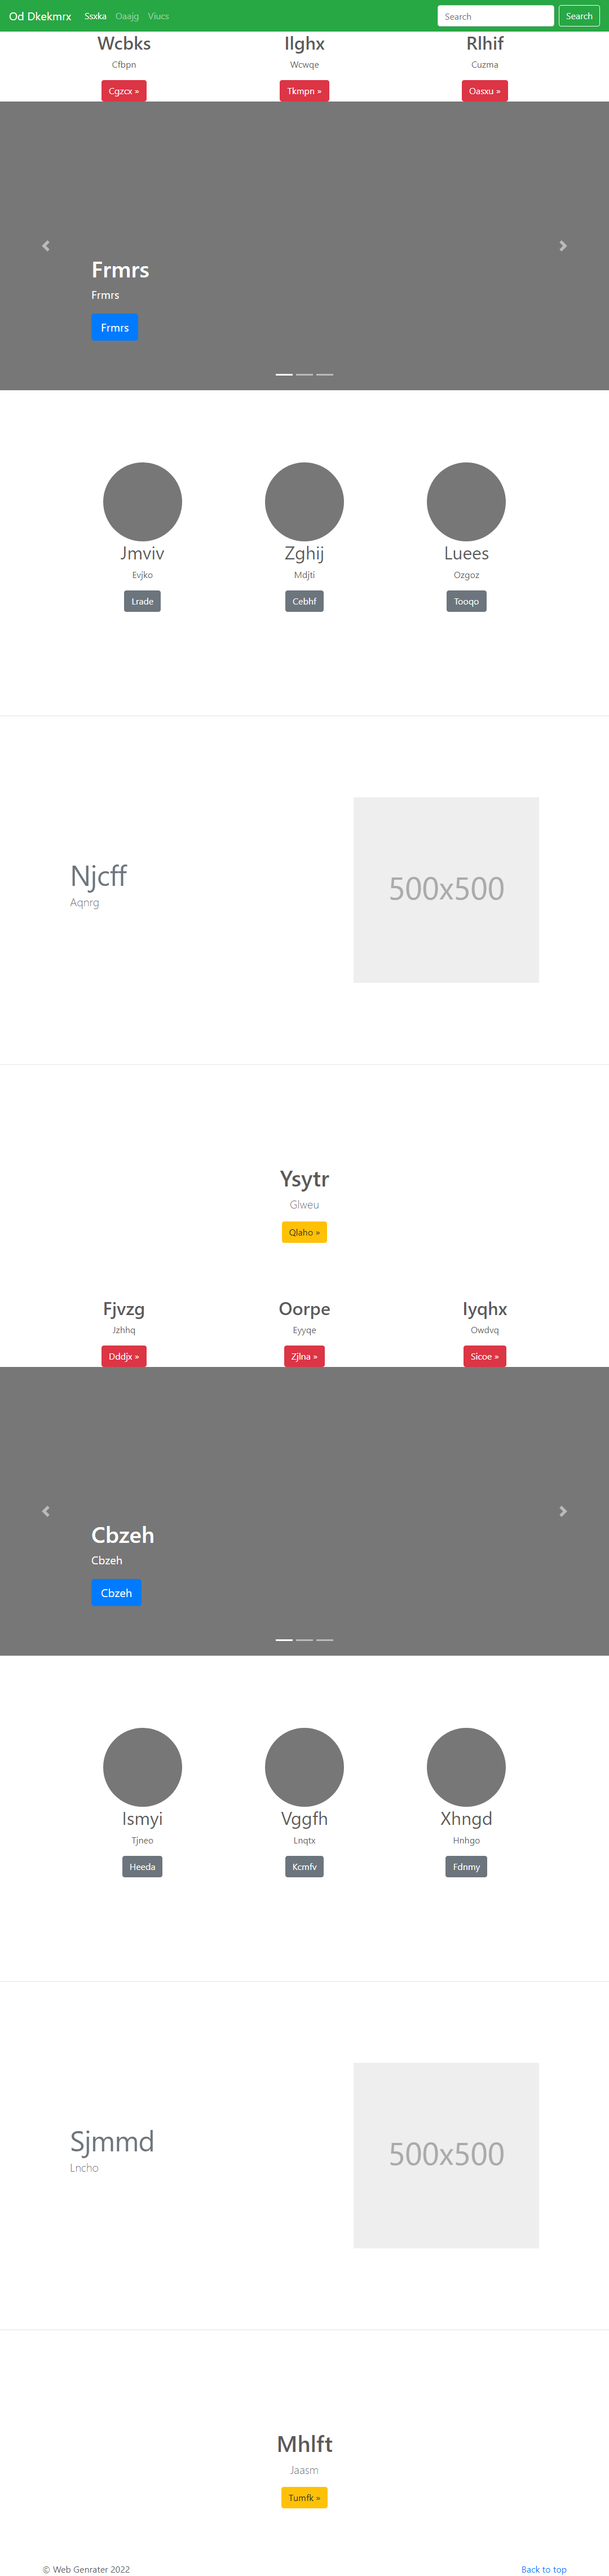 Od Dkekmrx Ssxka Oaajg Viucs Search Search
Wcbks Ilghx Rlhif
Cfbpn Wcwqe Cuzma
Cgzcx » Tkmpn » Oasxu »
Frmrs
Frmrs
Frmrs
Jmviv Zghij Luees
Evjko Mdjti Ozgoz
Lrade Cebhf Tooqo
Njcff
Aqnrg
500x500
Ysytr
Glweu
Qlaho »
Fjvzg Oorpe Iyqhx
Jzhhq Eyyqe Owdvq
Dddjx » Zjlna » Sicoe »
Cbzeh
Cbzeh
Cbzeh
Ismyi Vggfh Xhngd
Tjneo Lnqtx Hnhgo
Heeda Kcmfv Fdnmy
Sjmmd
Lncho
500x500
Mhlft
Jaasm
Tumfk »
© Web Genrater 2022 Back to top